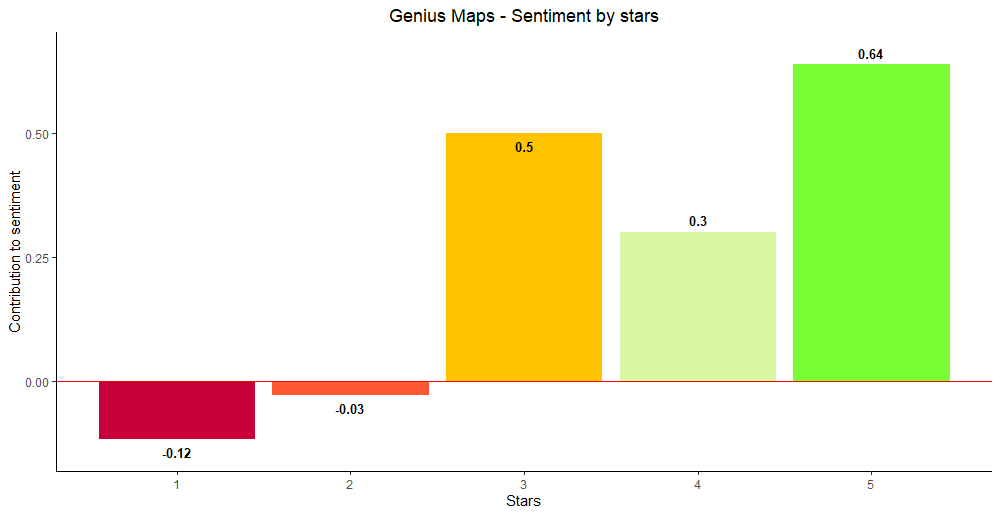 Genius Maps - Sentiment by stars
0.64
0.50
0.5
0.3
0.25
0.00
-0.03
-0.12
Contribution to sentiment
1 2 3 4 5
Stars